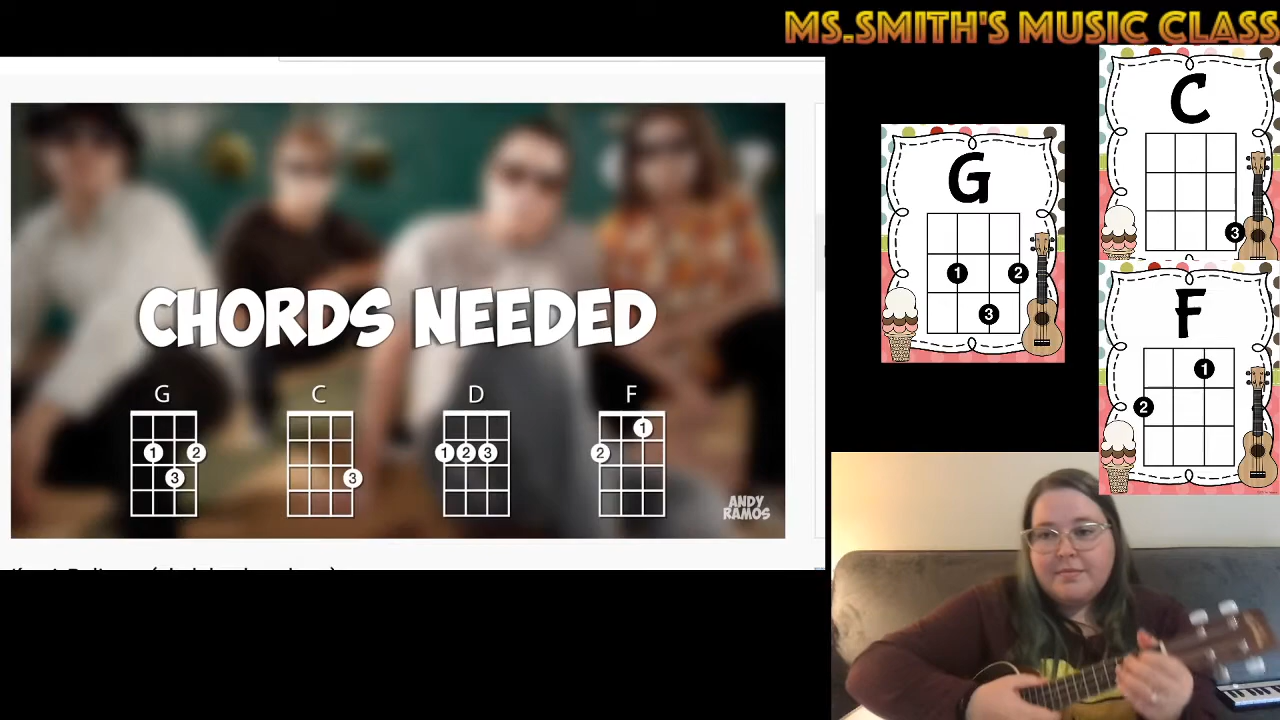 MS.SMITH'S MUSIC CLASS
CHORDS NEEDED
G C D F
1 2 3
3
1 2 3
1 2
ANDY
RAMOS
G
1 2
3
C
3
F
1
2